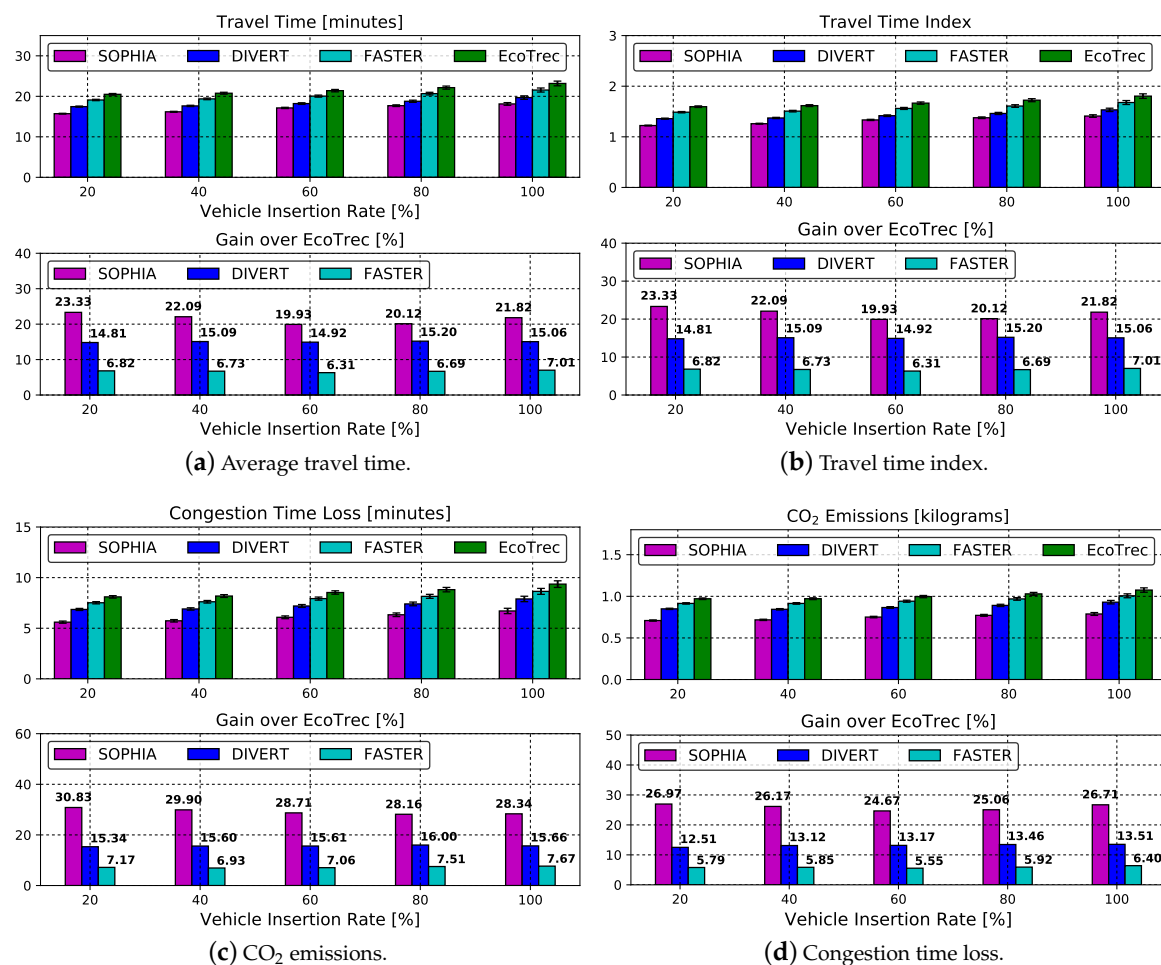 Travel Time [minutes]
SOPHIA DIVERT FASTER EcoTrec
30
20
10
0
20 40 60 80 100
Vehicle Insertion Rate [%]
Gain over EcoTrec [%]
SOPHIA DIVERT FASTER
40
30
20
10
0
23.33 14.81 6.82 22.09 15.09 6.73 19.93 14.92 6.31 20.12 15.20 6.69 21.82 15.06 7.01
20 40 60 80 100
Vehicle Insertion Rate [%]
(a) Average travel time.
Travel Time Index
SOPHIA DIVERT FASTER EcoTrec
3
2
1
0
20 40 60 80 100
Vehicle Insertion Rate [%]
Gain over EcoTrec [%]
SOPHIA DIVERT FASTER
40
30
20
10
0
23.33 14.81 6.82 22.09 15.09 6.73 19.93 14.92 6.31 20.12 15.20 6.69 21.82 15.06 7.01
20 40 60 80 100
Vehicle Insertion Rate [%]
(b) Travel time index.
Congestion Time Loss [minutes]
SOPHIA DIVERT FASTER EcoTrec
15
10
5
0
20 40 60 80 100
Gain over EcoTrec [%]
SOPHIA DIVERT FASTER
60
40
20
0
30.83 15.34 7.17 29.90 15.60 6.93 28.71 15.61 7.06 28.16 16.00 7.51 28.34 15.66 7.67
20 40 60 80 100
Vehicle Insertion Rate [%]
(c) CO₂ emissions.
CO₂ Emissions [kilograms]
SOPHIA DIVERT FASTER EcoTrec
1.5
1.0
0.5
0.0
20 40 60 80 100
Gain over EcoTrec [%]
SOPHIA DIVERT FASTER
50
40
30
20
10
0
26.97 12.51 5.79 26.17 13.12 5.85 24.67 13.17 5.55 25.06 13.46 5.92 26.71 13.51 6.40
20 40 60 80 100
Vehicle Insertion Rate [%]
(d) Congestion time loss.